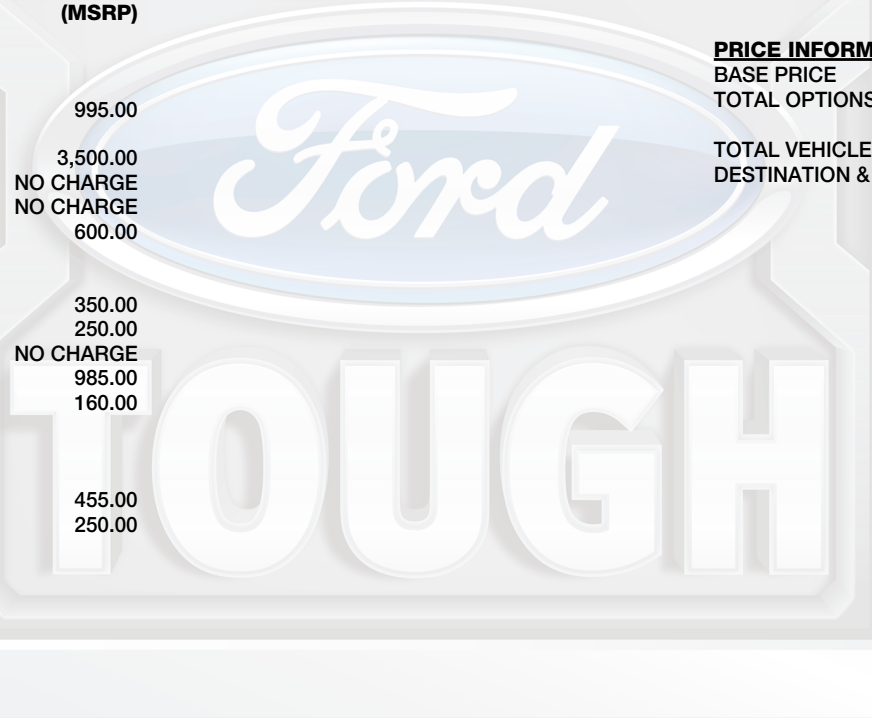 (MSRP)
995.00
3,500.00
NO CHARGE
NO CHARGE
600.00
350.00
250.00
NO CHARGE
985.00
160.00
455.00
250.00
PRICE INFORM
BASE PRICE
TOTAL OPTIONS
TOTAL VEHICLE
DESTINATION &
Ford
TOUGH